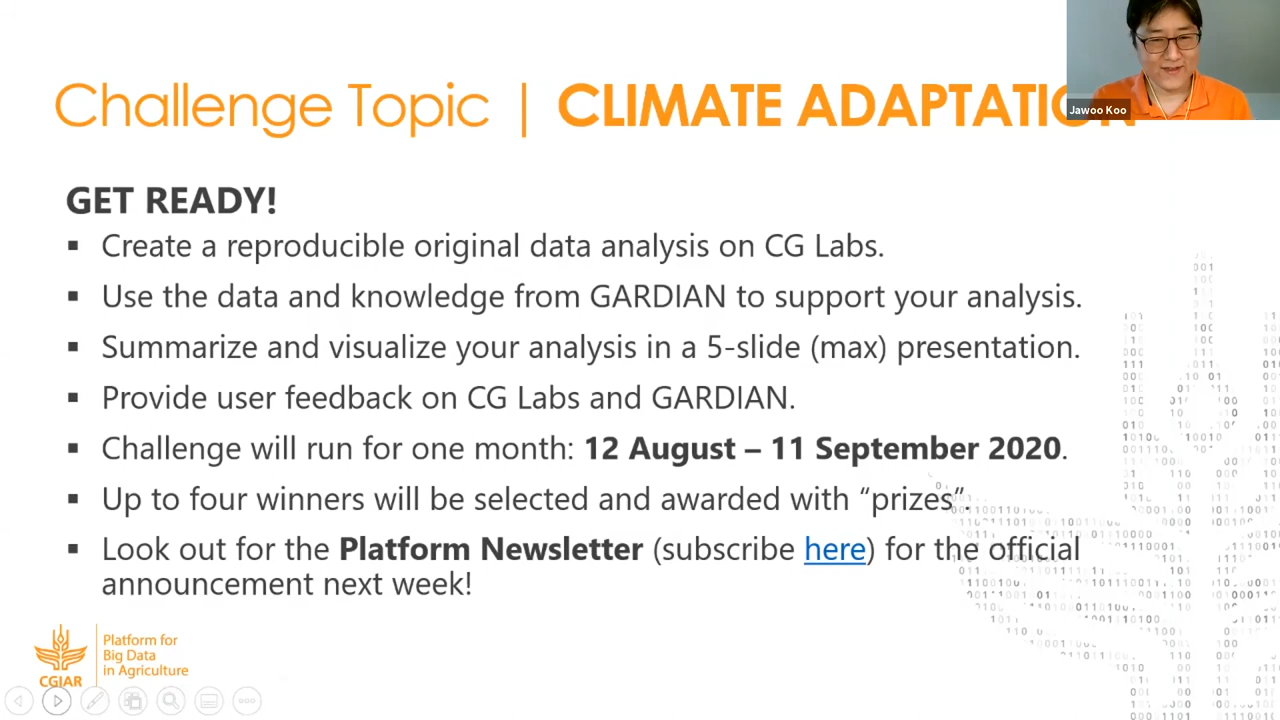 Challenge Topic | CLIMATE ADAPTATION
Jawoo Koo
GET READY!
▪ Create a reproducible original data analysis on CG Labs.
▪ Use the data and knowledge from GARDIAN to support your analysis.
▪ Summarize and visualize your analysis in a 5-slide (max) presentation.
▪ Provide user feedback on CG Labs and GARDIAN.
▪ Challenge will run for one month: 12 August – 11 September 2020.
▪ Up to four winners will be selected and awarded with “prizes”.
▪ Look out for the Platform Newsletter (subscribe here) for the official
announcement next week!
Platform for
Big Data
in Agriculture
CGIAR